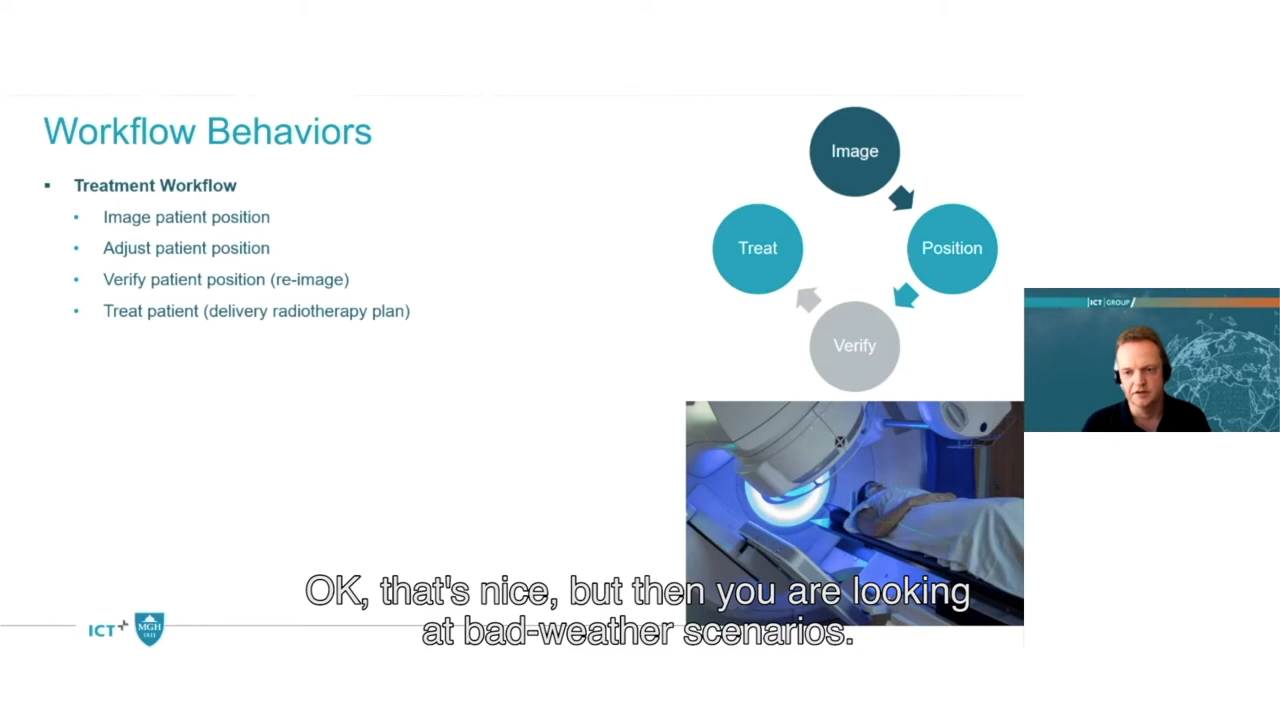 Workflow Behaviors
▪ Treatment Workflow
• Image patient position
• Adjust patient position
• Verify patient position (re-image)
• Treat patient (delivery radiotherapy plan)
Image
Treat
Position
Verify
|ICT|GROUP/
OK, that's nice, but then you are looking
at bad-weather scenarios.
ICT+
MGH
1811